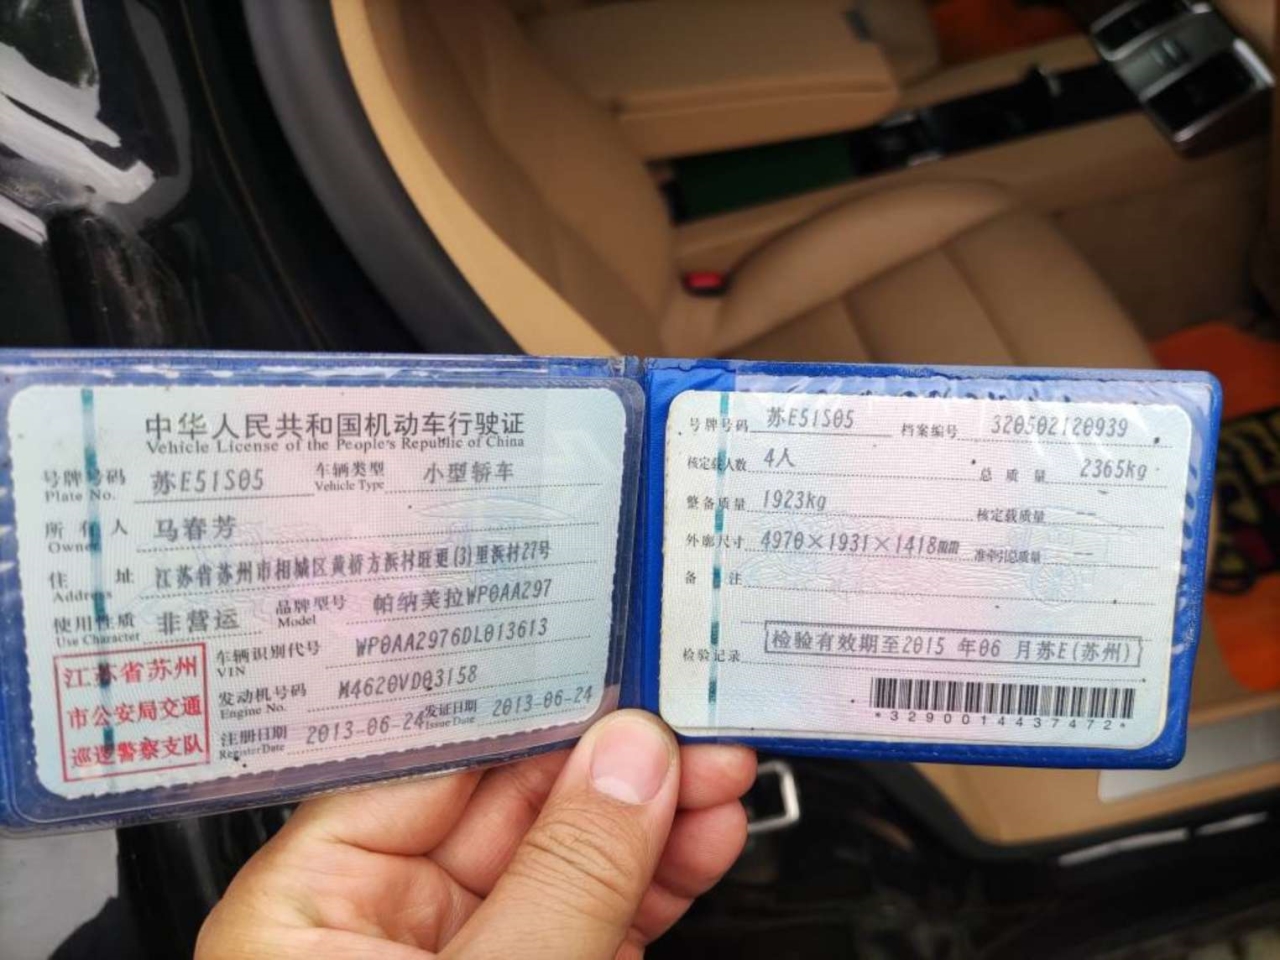 中华人民共和国机动车行驶证
Vehicle License of the People's Republic of China
号牌号码 苏E51S05 车辆类型 小型轿车
Plate No. Vehicle Type
所有人 马春芳
Owner
住址 江苏省苏州市相城区黄桥方浜村旺更(3)里浜村27号
Address
使用性质 非营运 品牌型号 帕纳美拉WP0AA297
Use Character Model
江苏省苏州
市公安局交通
巡逻警察支队
车辆识别代号 WP0AA2976DL013613
VIN
发动机号码 M4620VD03158
Engine No.
注册日期 2013-06-24 发证日期 2013-06-24
Register Date Issue Date
号牌号码 苏E51S05 档案编号 320502120939
核定载人数 4人 总质量 2365kg
整备质量 1923kg 核定载质量 --
外廓尺寸 4970×1931×1418mm 准牵引总质量 --
备注
检验记录 检验有效期至2015 年06 月苏E(苏州)
*3290014437472*